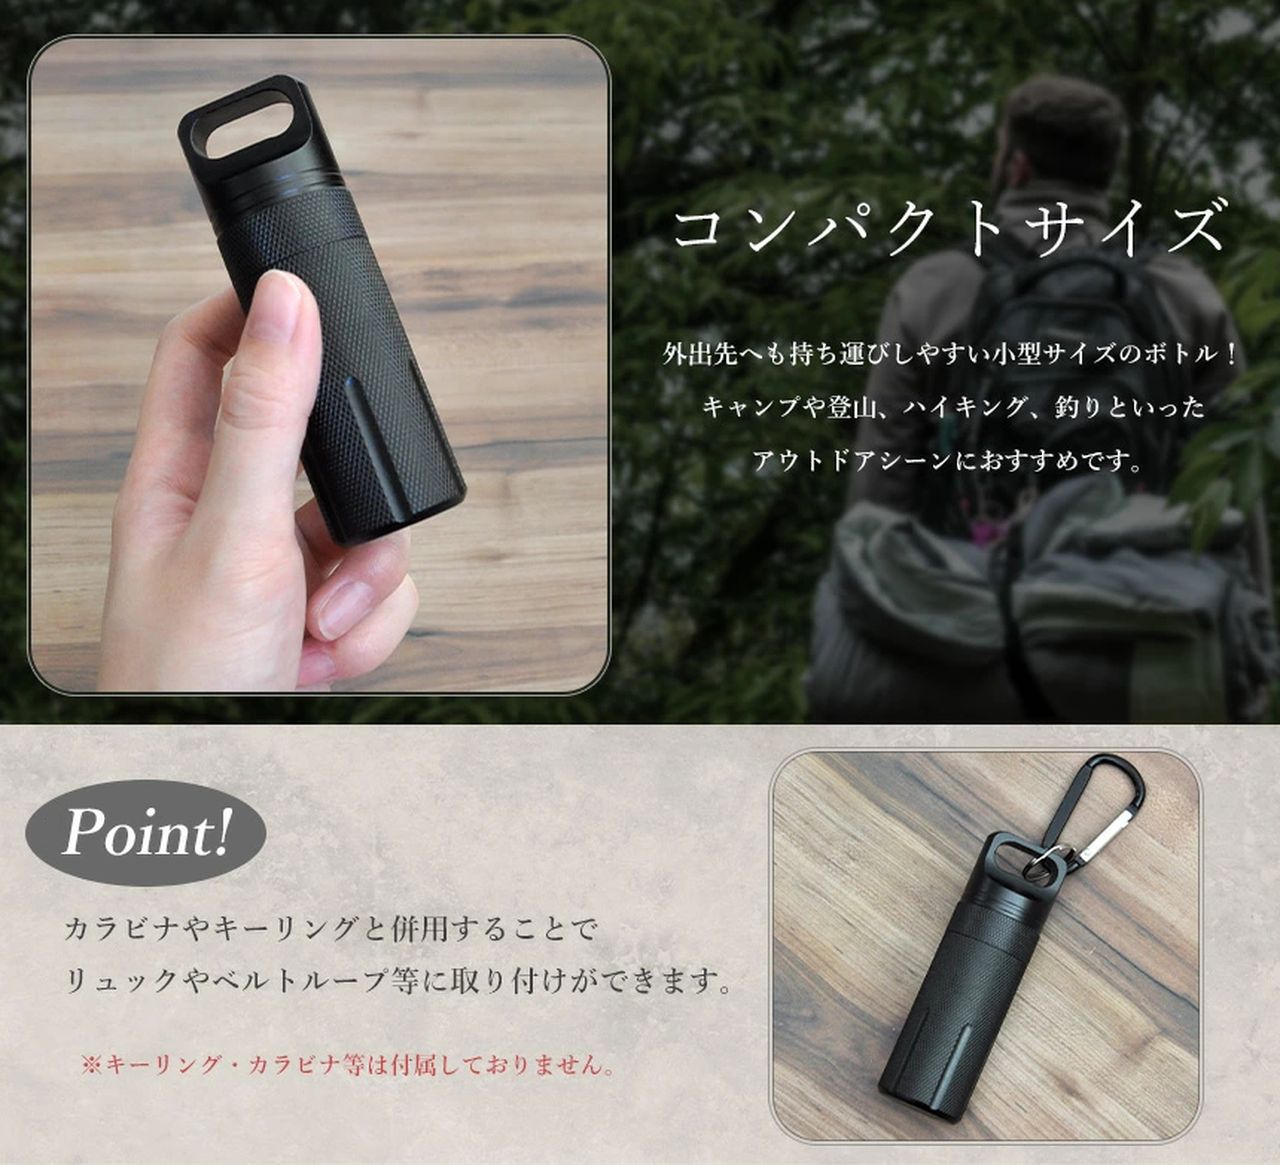 コンパクトサイズ
外出先へも持ち運びしやすい小型サイズのボトル！
キャンプや登山、ハイキング、釣りといった
アウトドアシーンにおすすめです。
Point!
カラビナやキーリングと併用することで
リュックやベルトループ等に取り付けができます。
※キーリング・カラビナ等は付属しておりません。